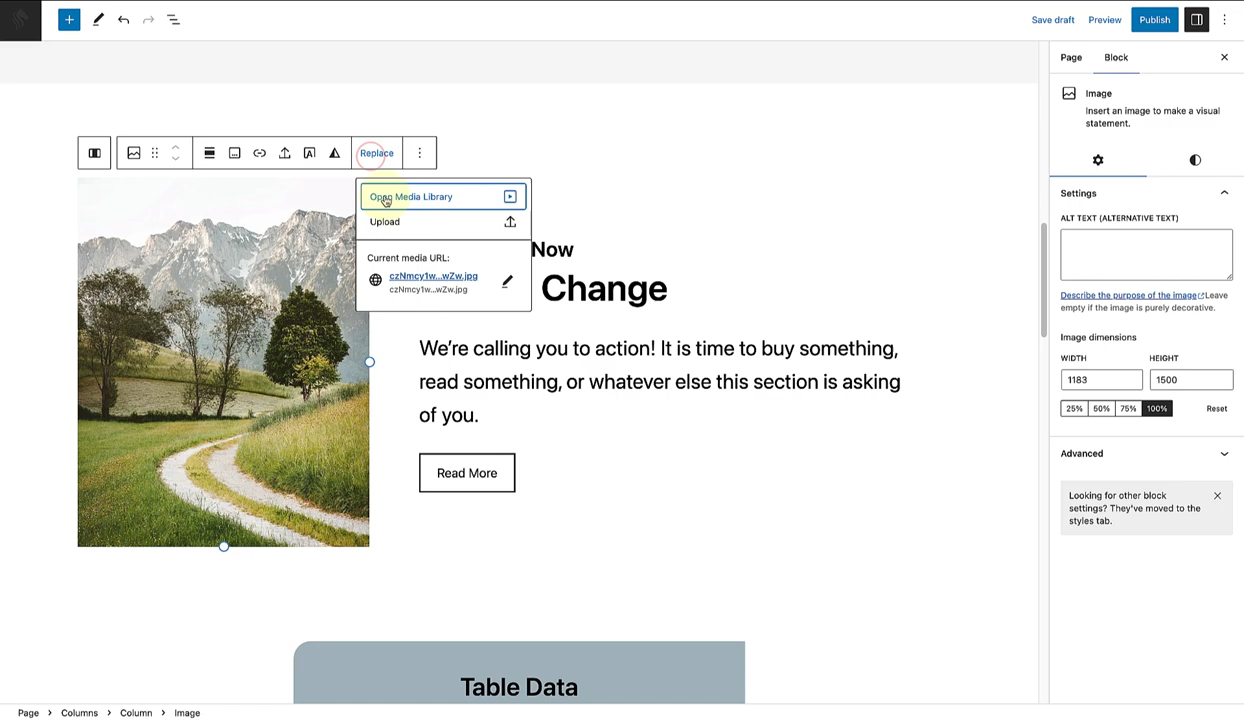 Save draft
Preview
Publish
Replace
Open Media Library
Upload
Current media URL:
czNmcy1w...wZw.jpg
czNmcy1w...wZw.jpg
Now
Change
We're calling you to action! It is time to buy something,
read something, or whatever else this section is asking
of you.
Read More
Table Data
Page
Block
Image
Insert an image to make a visual
statement.
Settings
ALT TEXT (ALTERNATIVE TEXT)
Describe the purpose of the image Leave
empty if the image is purely decorative.
Image dimensions
WIDTH
HEIGHT
1183
1500
25% 50% 75% 100%
Reset
Advanced
Looking for other block
settings? They've moved to the
styles tab.
Page > Columns > Column > Image